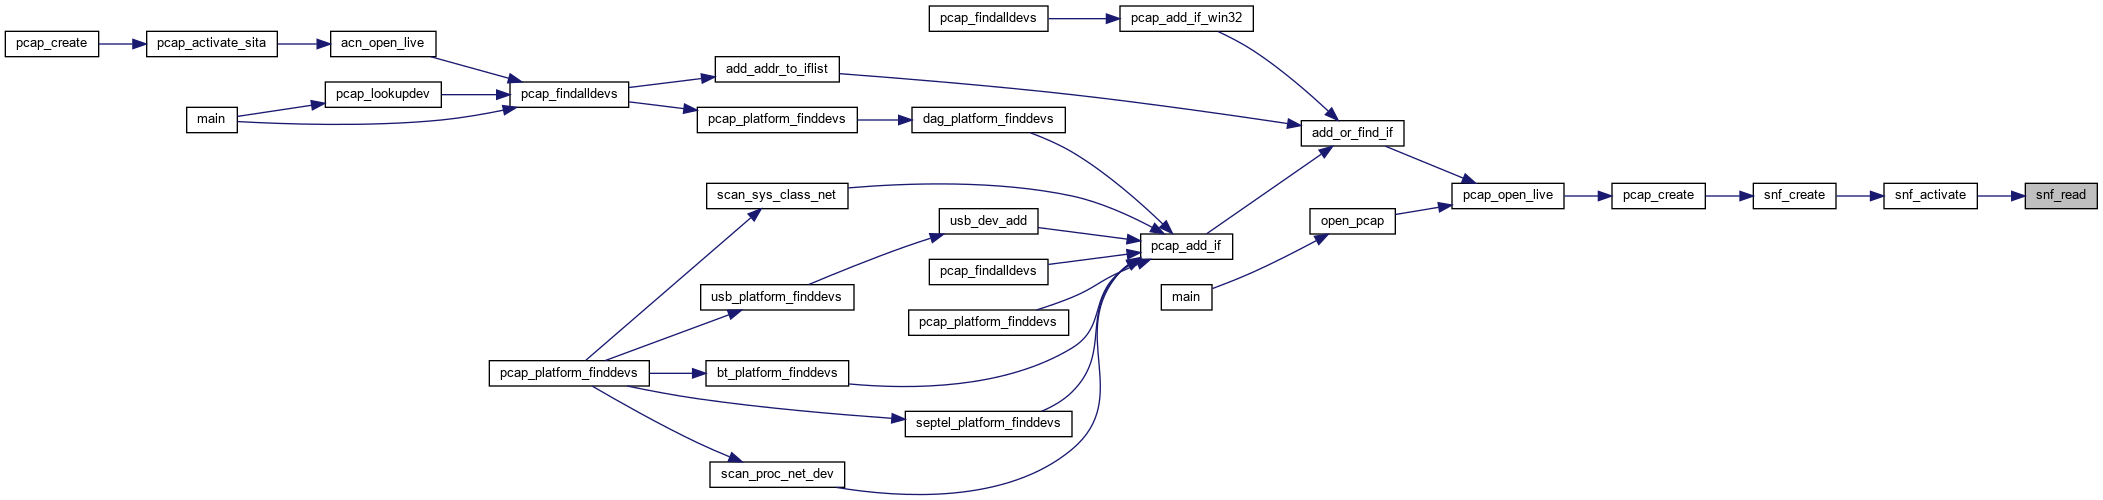 pcap_findalldevs
pcap_add_if_win32
pcap_create
pcap_activate_sita
acn_open_live
add_addr_to_iflist
pcap_lookupdev
pcap_findalldevs
main
pcap_platform_finddevs
dag_platform_finddevs
add_or_find_if
scan_sys_class_net
pcap_open_live
pcap_create
snf_create
snf_activate
snf_read
usb_dev_add
open_pcap
pcap_add_if
pcap_findalldevs
usb_platform_finddevs
main
pcap_platform_finddevs
pcap_platform_finddevs
bt_platform_finddevs
septel_platform_finddevs
scan_proc_net_dev